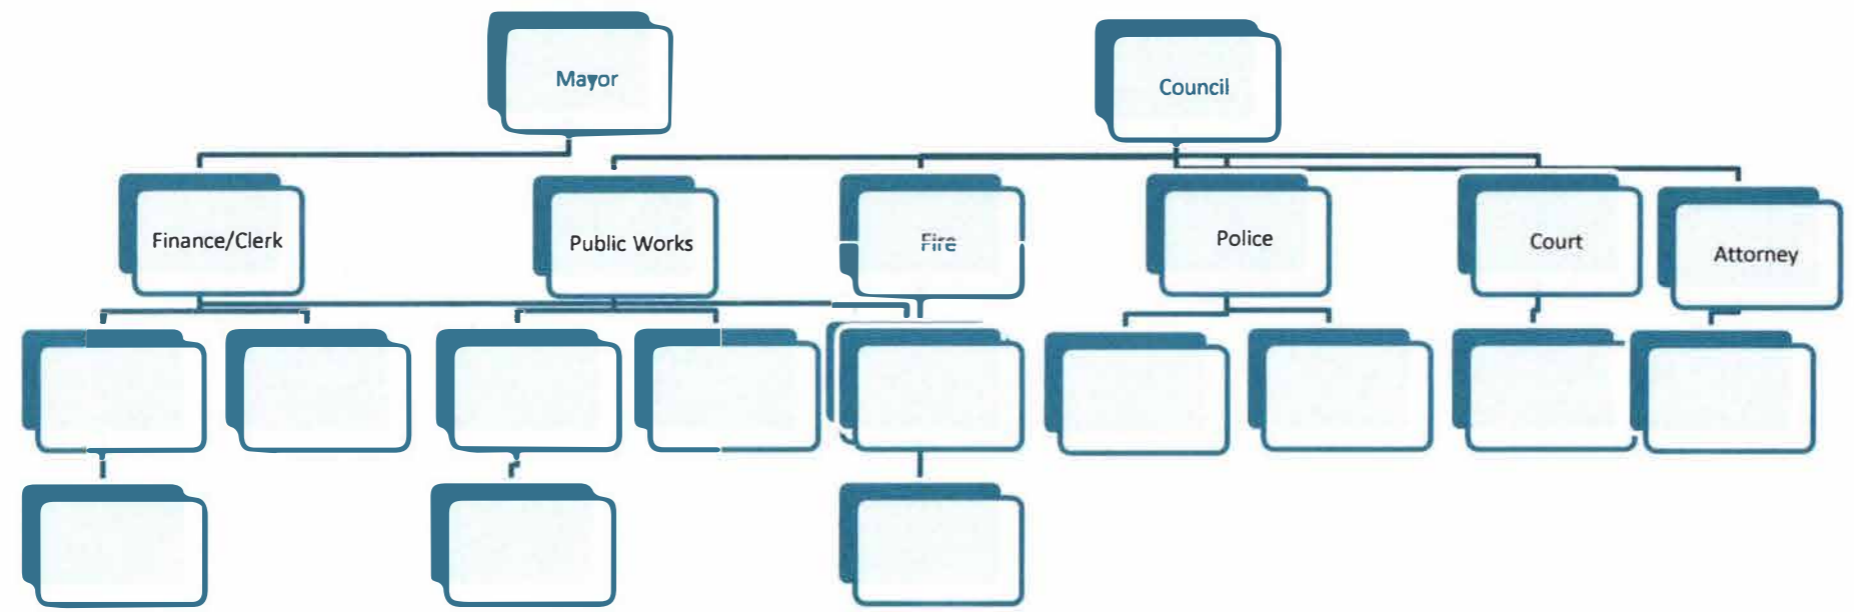 Mayor
Council
Finance/Clerk
Public Works
Fire
Police
Court
Attorney